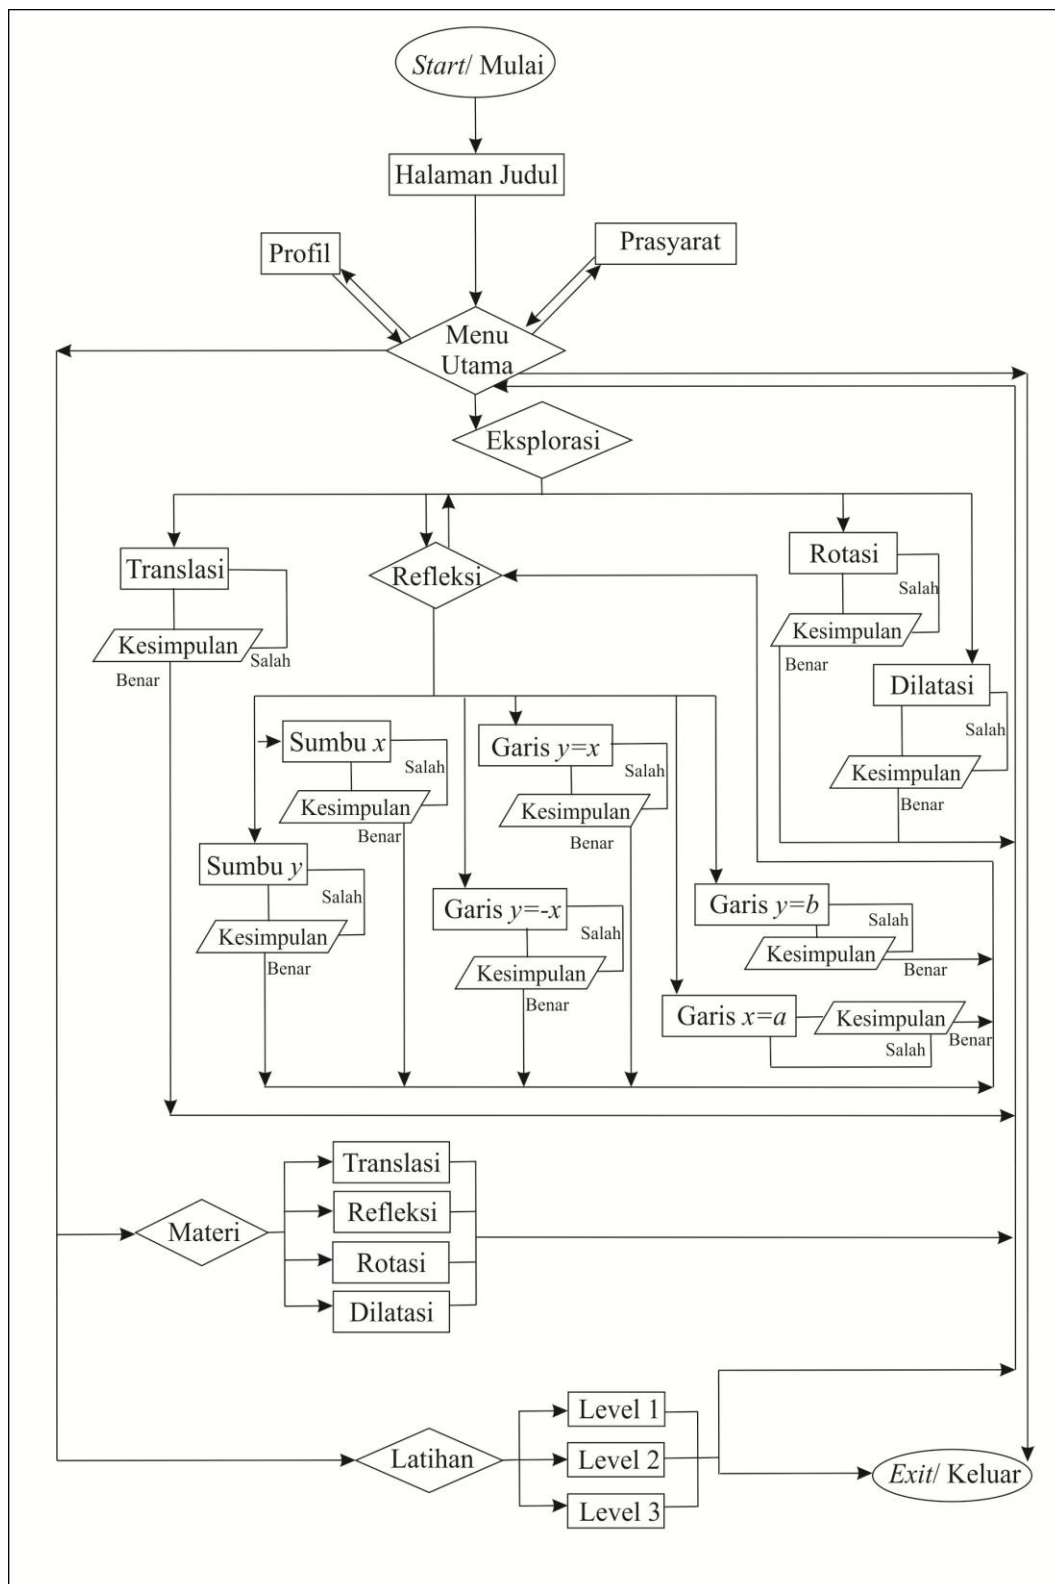 Start/ Mulai
Halaman Judul
Profil
Prasyarat
Menu
Utama
Eksplorasi
Translasi
Kesimpulan
Salah
Benar
Refleksi
Rotasi
Salah
Kesimpulan
Benar
Dilatasi
Salah
Kesimpulan
Benar
Sumbu x
Salah
Kesimpulan
Benar
Garis y=x
Salah
Kesimpulan
Benar
Sumbu y
Salah
Kesimpulan
Benar
Garis y=-x
Salah
Kesimpulan
Benar
Garis y=b
Salah
Kesimpulan
Benar
Garis x=a
Kesimpulan
Salah
Benar
Materi
Translasi
Refleksi
Rotasi
Dilatasi
Latihan
Level 1
Level 2
Level 3
Exit/ Keluar